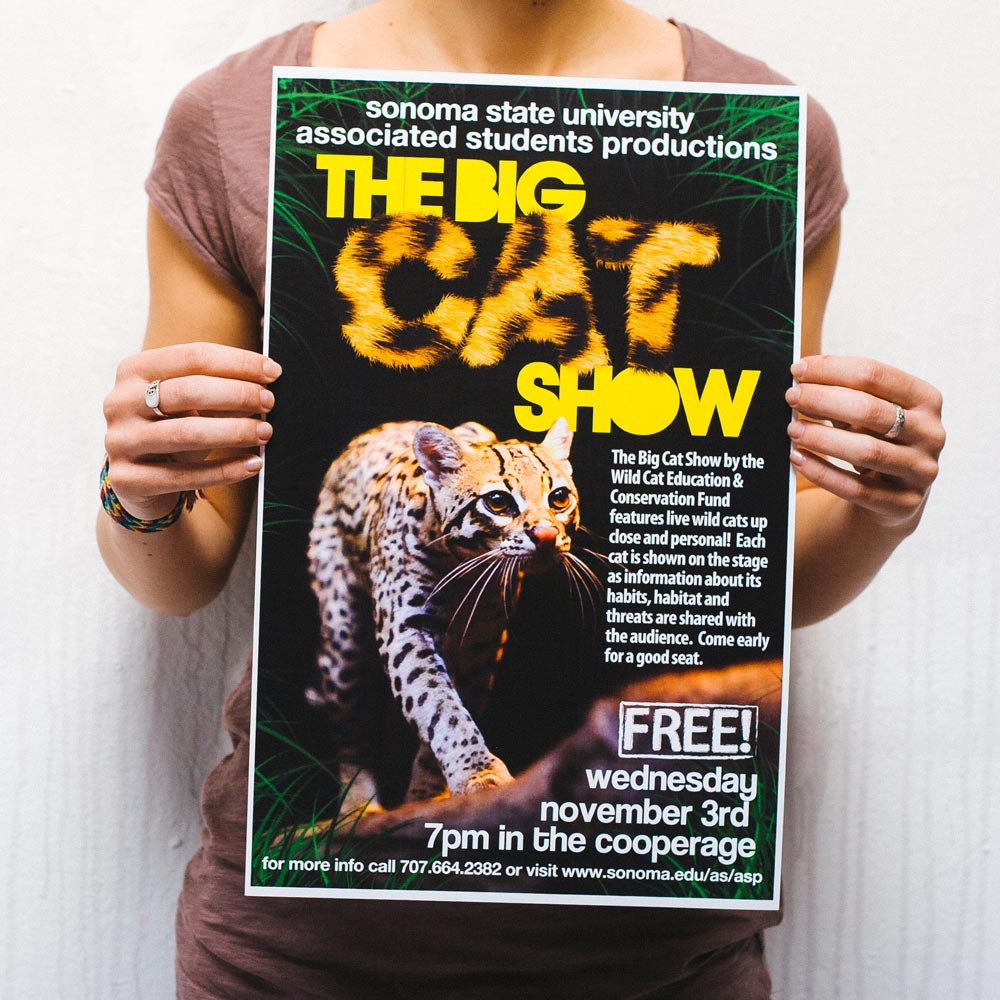 sonoma state university
associated students productions
THE BIG
CAT
SHOW
The Big Cat Show by the
Wild Cat Education &
Conservation Fund
features live wild cats up
close and personal! Each
cat is shown on the stage
as information about its
habits, habitat and
threats are shared with
the audience. Come early
for a good seat.
FREE!
wednesday
november 3rd
7pm in the cooperage
for more info call 707.664.2382 or visit www.sonoma.edu/as/asp